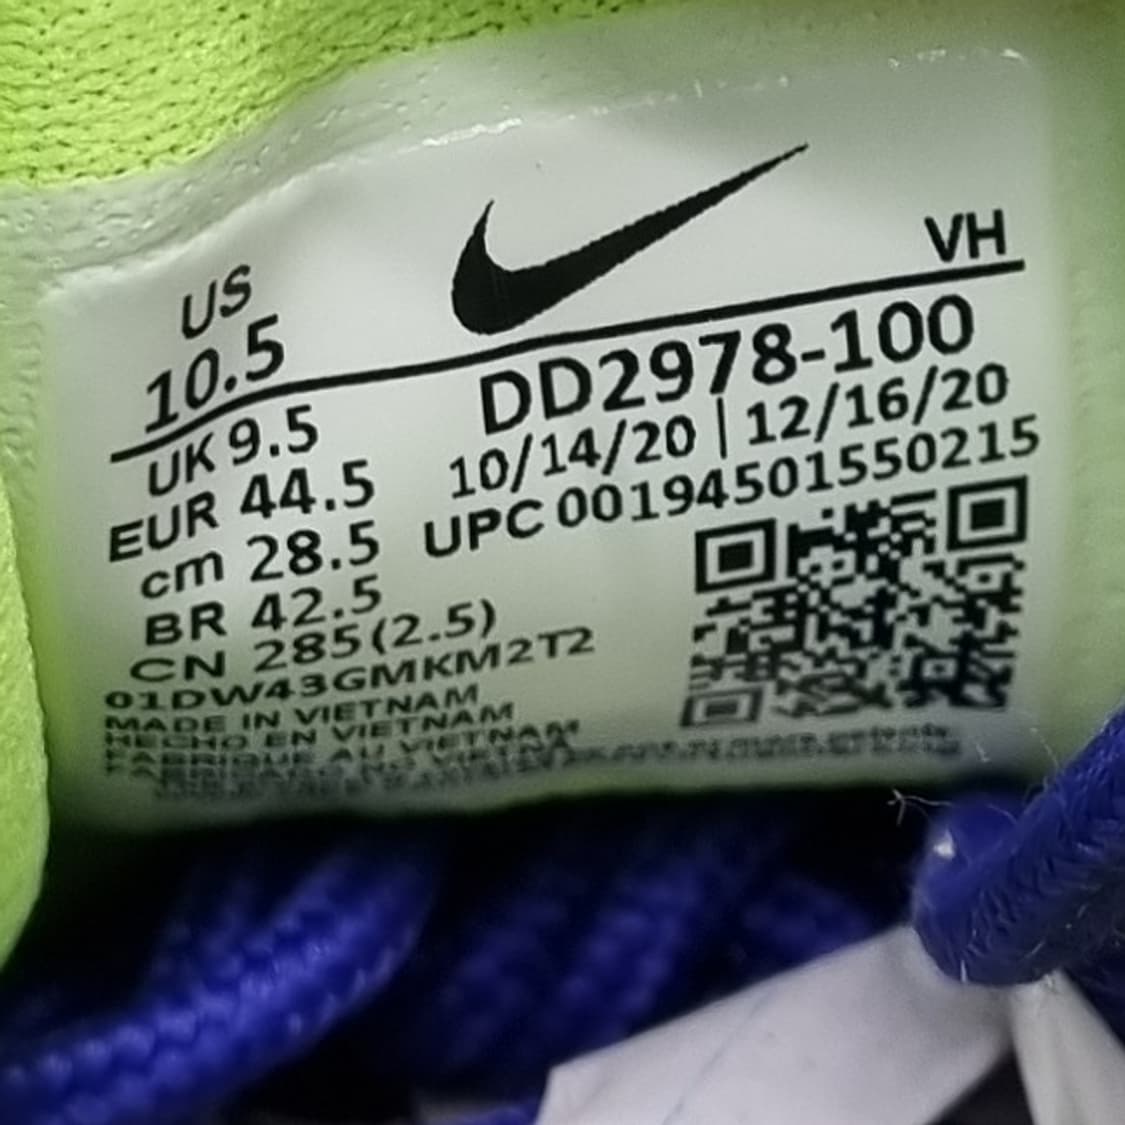 US
10.5
VH
UK 9.5
EUR 44.5
cm 28.5
BR 42.5
CN 285(2.5)
DD2978-100
10/14/20 | 12/16/20
UPC 00194501550215
01DW43GMKM2T2
MADE IN VIETNAM
HECHO EN VIETNAM
FABRIQUE AU VIETNAM